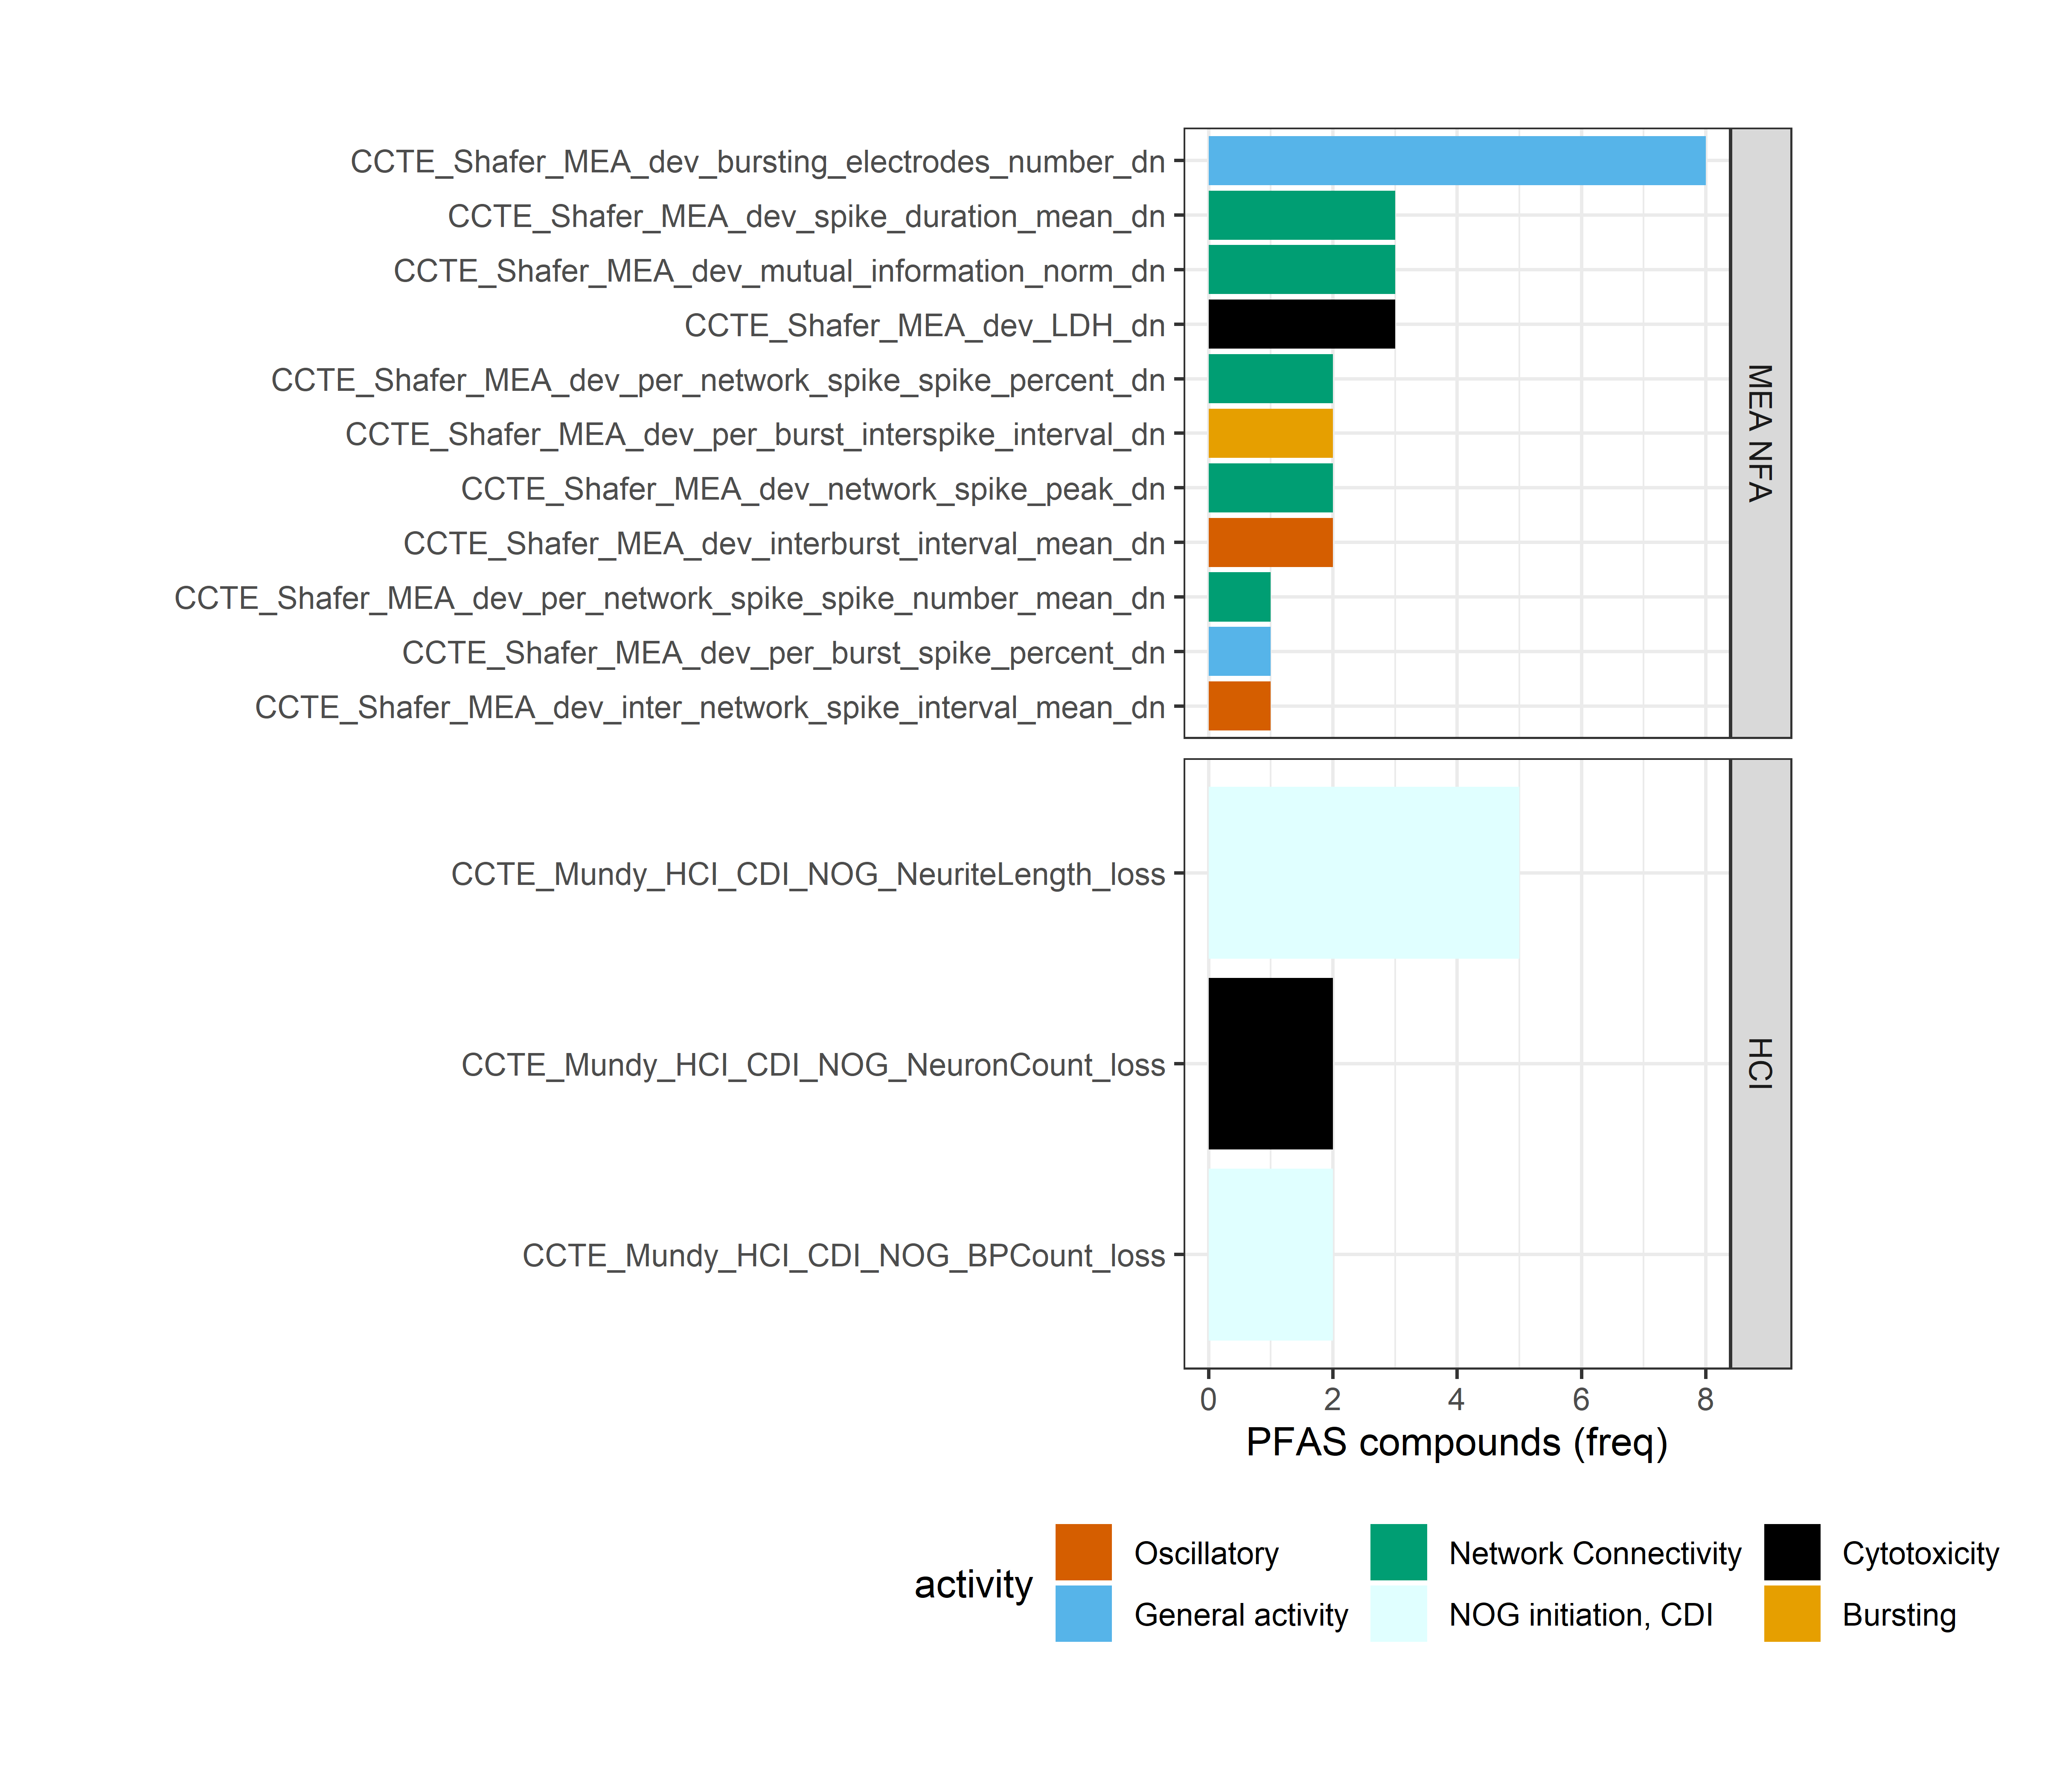 CCTE_Shafer_MEA_dev_bursting_electrodes_number_dn
CCTE_Shafer_MEA_dev_spike_duration_mean_dn
CCTE_Shafer_MEA_dev_mutual_information_norm_dn
CCTE_Shafer_MEA_dev_LDH_dn
CCTE_Shafer_MEA_dev_per_network_spike_spike_percent_dn
CCTE_Shafer_MEA_dev_per_burst_interspike_interval_dn
CCTE_Shafer_MEA_dev_network_spike_peak_dn
CCTE_Shafer_MEA_dev_interburst_interval_mean_dn
CCTE_Shafer_MEA_dev_per_network_spike_spike_number_mean_dn
CCTE_Shafer_MEA_dev_per_burst_spike_percent_dn
CCTE_Shafer_MEA_dev_inter_network_spike_interval_mean_dn
MEA NFA
CCTE_Mundy_HCI_CDI_NOG_NeuriteLength_loss
CCTE_Mundy_HCI_CDI_NOG_NeuronCount_loss
CCTE_Mundy_HCI_CDI_NOG_BPCount_loss
HCI
0 2 4 6 8
PFAS compounds (freq)
activity
Oscillatory
General activity
Network Connectivity
NOG initiation, CDI
Cytotoxicity
Bursting